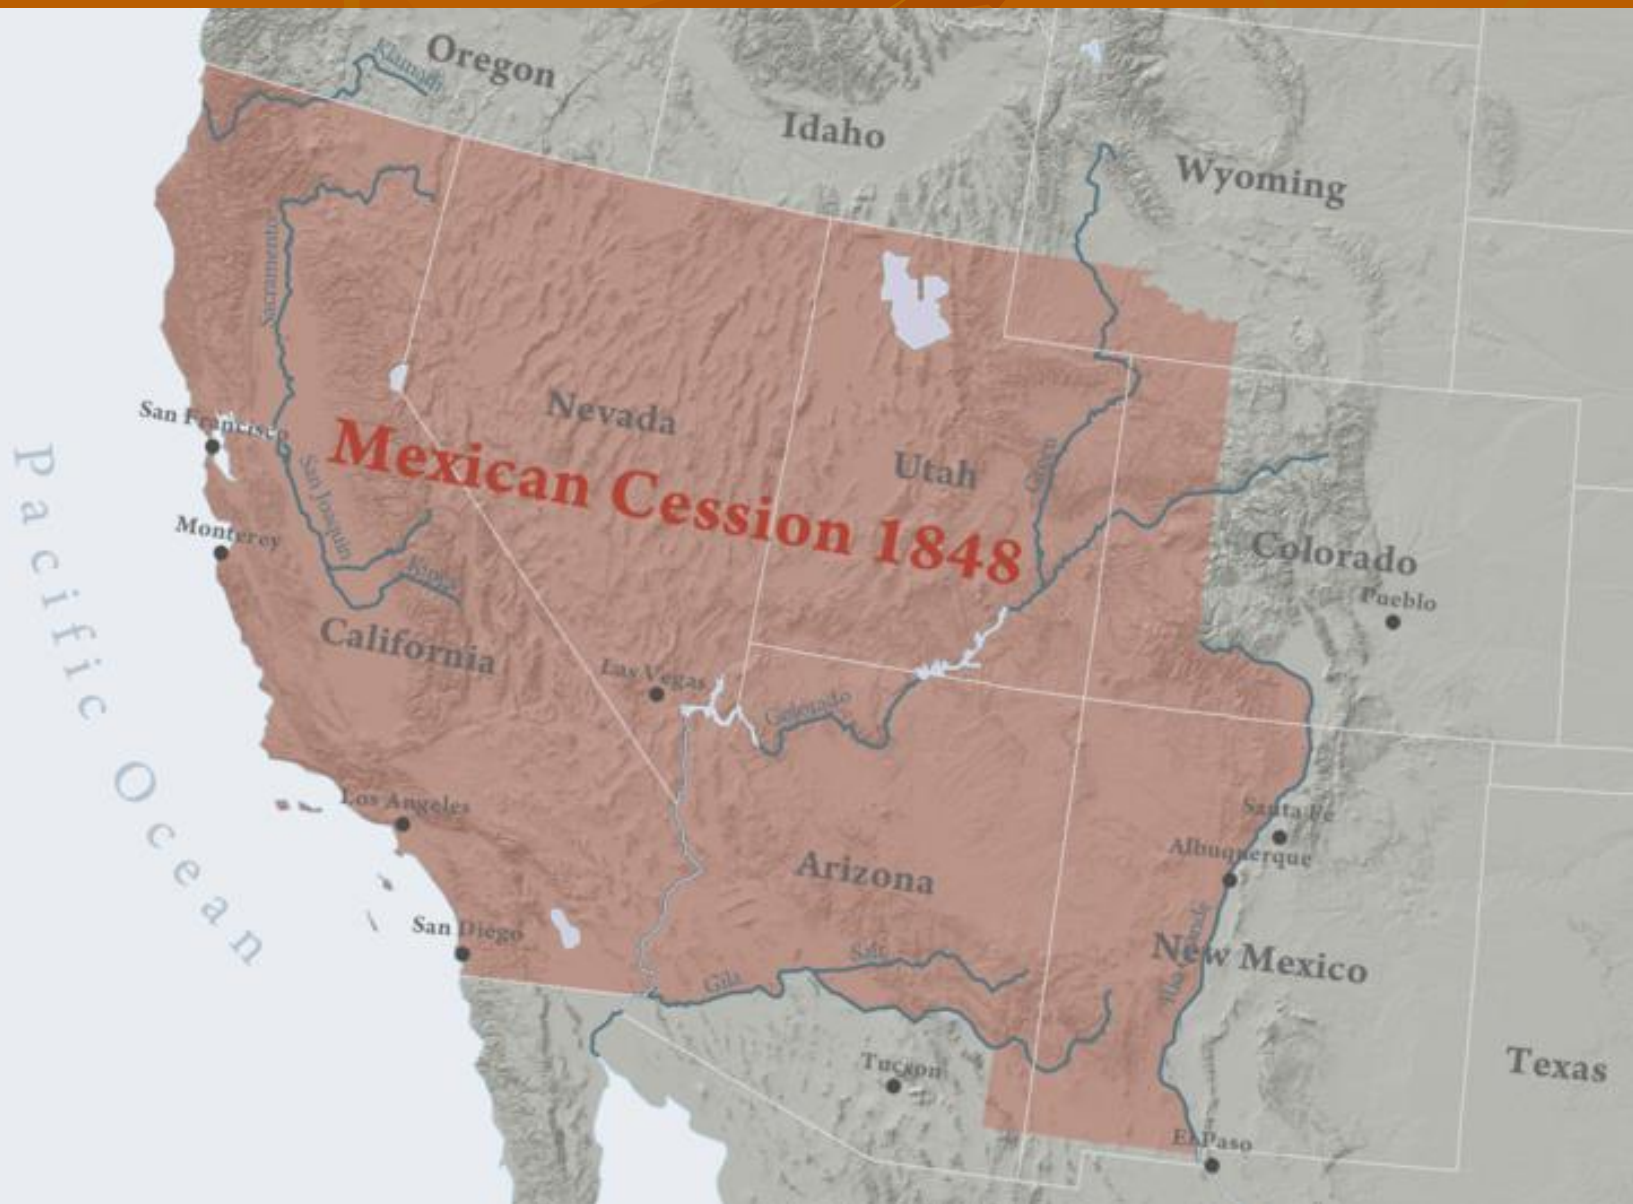 Oregon
Klamath
Idaho
Wyoming
Sacramento
San Francisco
Nevada
Mexican Cession 1848
Utah
Green
San Joaquin
Monterey
Kings
Colorado
Pueblo
California
Las Vegas
Colorado
Pacific Ocean
Los Angeles
Santa Fe
Albuquerque
Arizona
San Diego
Salt
Gila
New Mexico
Rio Grande
Tucson
Texas
El Paso